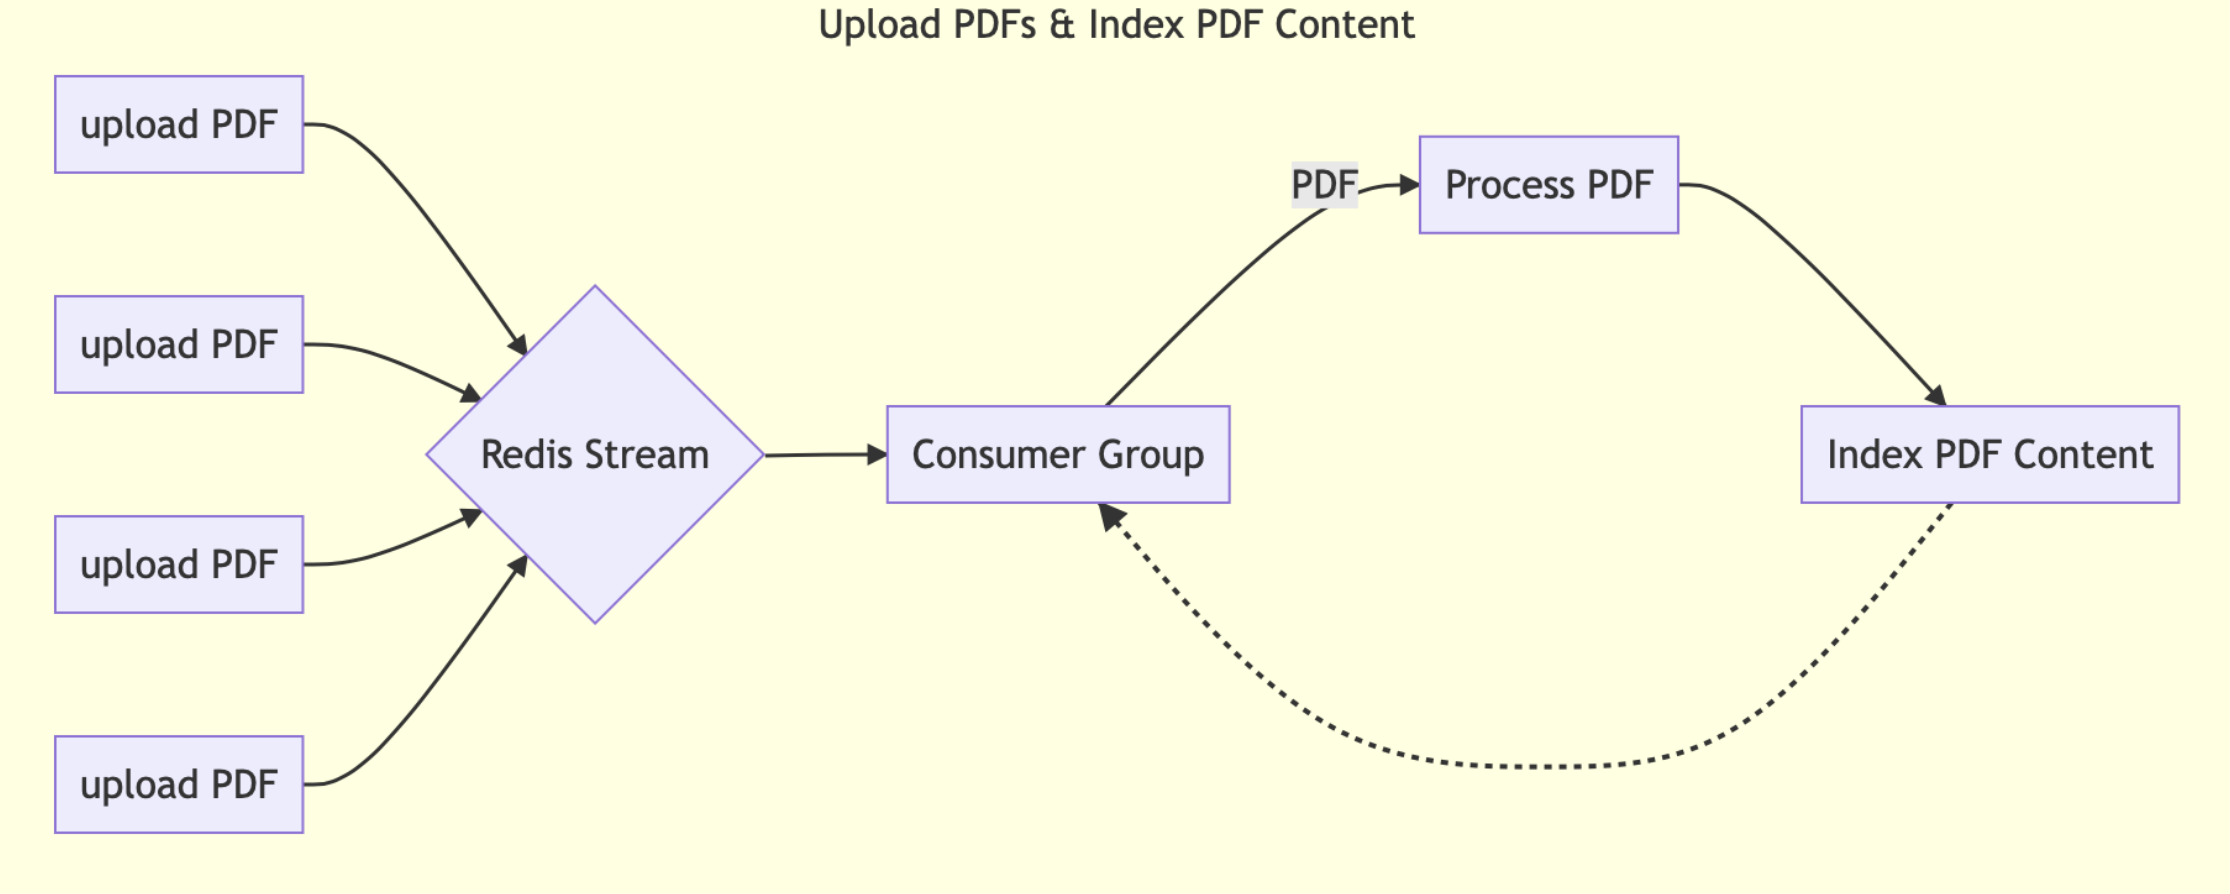 Upload PDFs & Index PDF Content
upload PDF
upload PDF
upload PDF
upload PDF
Redis Stream
Consumer Group
PDF
Process PDF
Index PDF Content